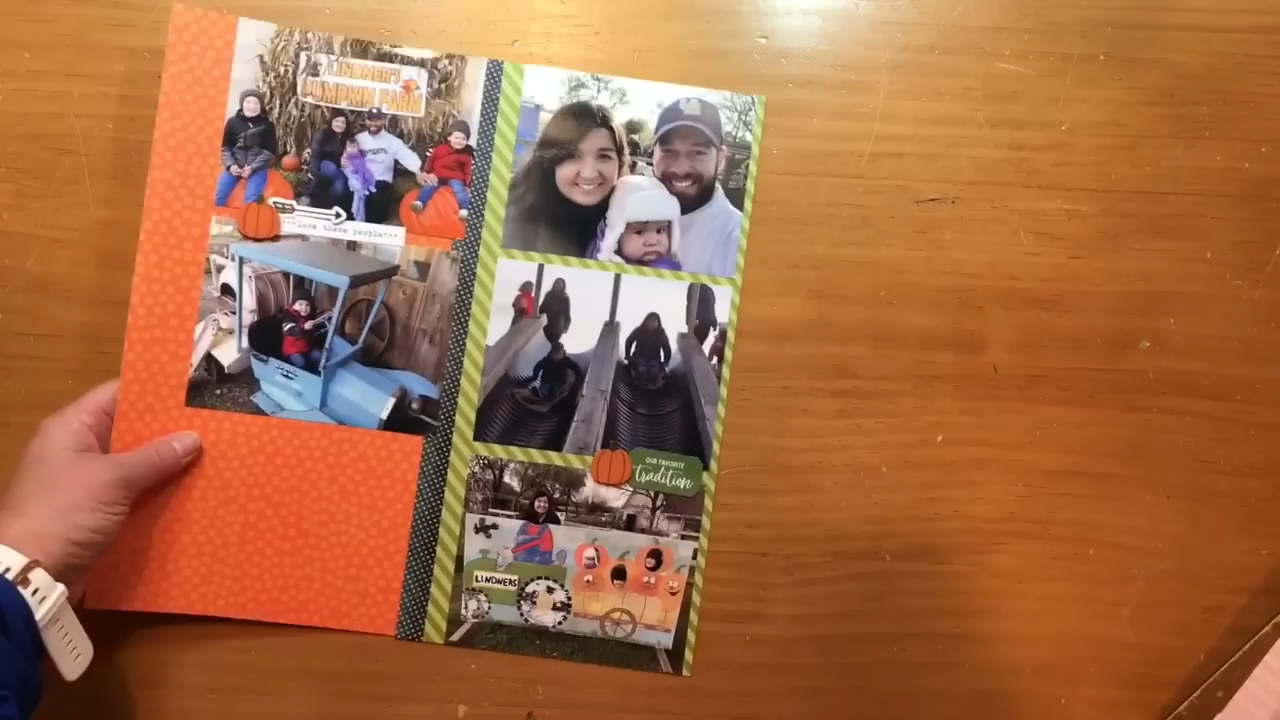 LINDNER'S
PUMPKIN FARM
love these people
OUR FAVORITE
tradition
LINDNERS